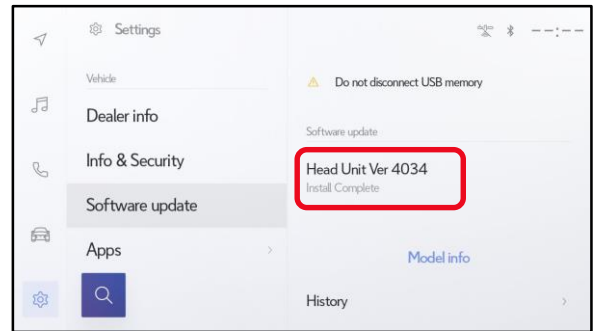 Settings
--:--
Vehicle
Dealer info
Info & Security
Software update
Apps
Do not disconnect USB memory
Software update
Head Unit Ver 4034
Install Complete
Model info
History